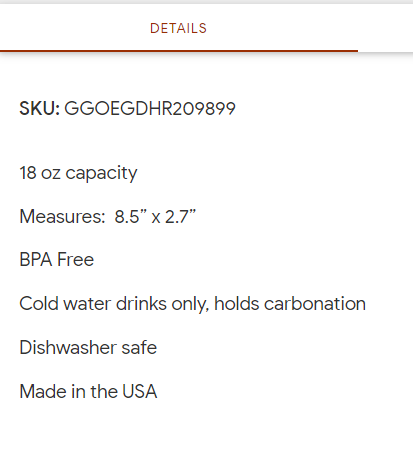 DETAILS
SKU: GGOEGDHR209899
18 oz capacity
Measures:  8.5” x 2.7”
BPA Free
Cold water drinks only, holds carbonation
Dishwasher safe
Made in the USA